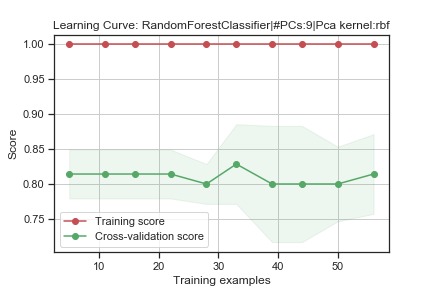 Learning Curve: RandomForestClassifier|#PCs:9|Pca kernel:rbf
1.00
0.95
0.90
0.85
0.80
0.75
Score
Training score
Cross-validation score
10
20
30
40
50
Training examples